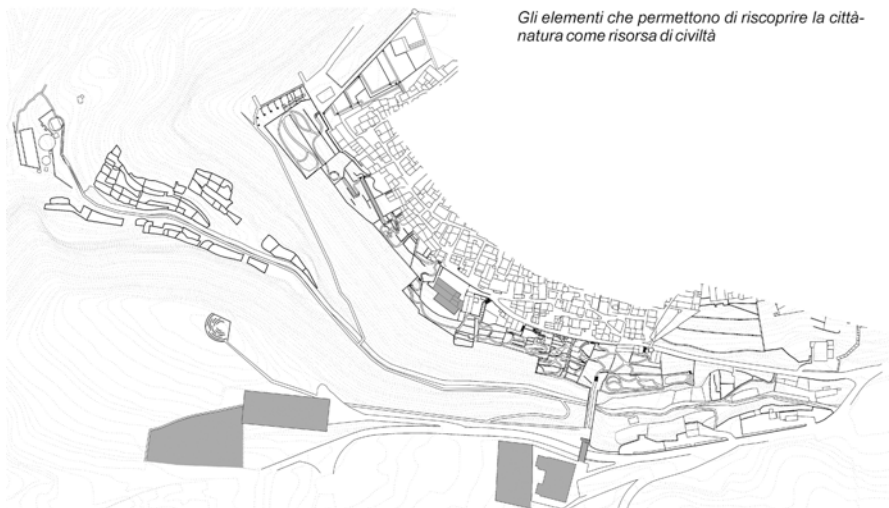 Gli elementi che permettono di riscoprire la città-
natura come risorsa di civiltà